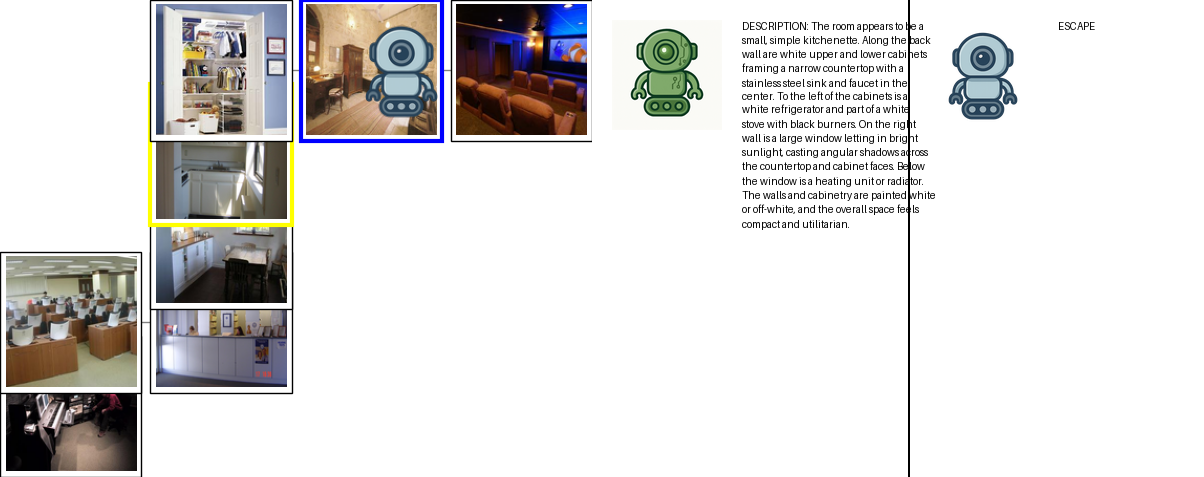 DESCRIPTION: The room appears to be a
small, simple kitchenette. Along the back
wall are white upper and lower cabinets
framing a narrow countertop with a
stainless steel sink and faucet in the
center. To the left of the cabinets is a
white refrigerator and part of a white
stove with black burners. On the right
wall is a large window letting in bright
sunlight, casting angular shadows across
the countertop and cabinet faces. Below
the window is a heating unit or radiator.
The walls and cabinetry are painted white
or off-white, and the overall space feels
compact and utilitarian.
ESCAPE